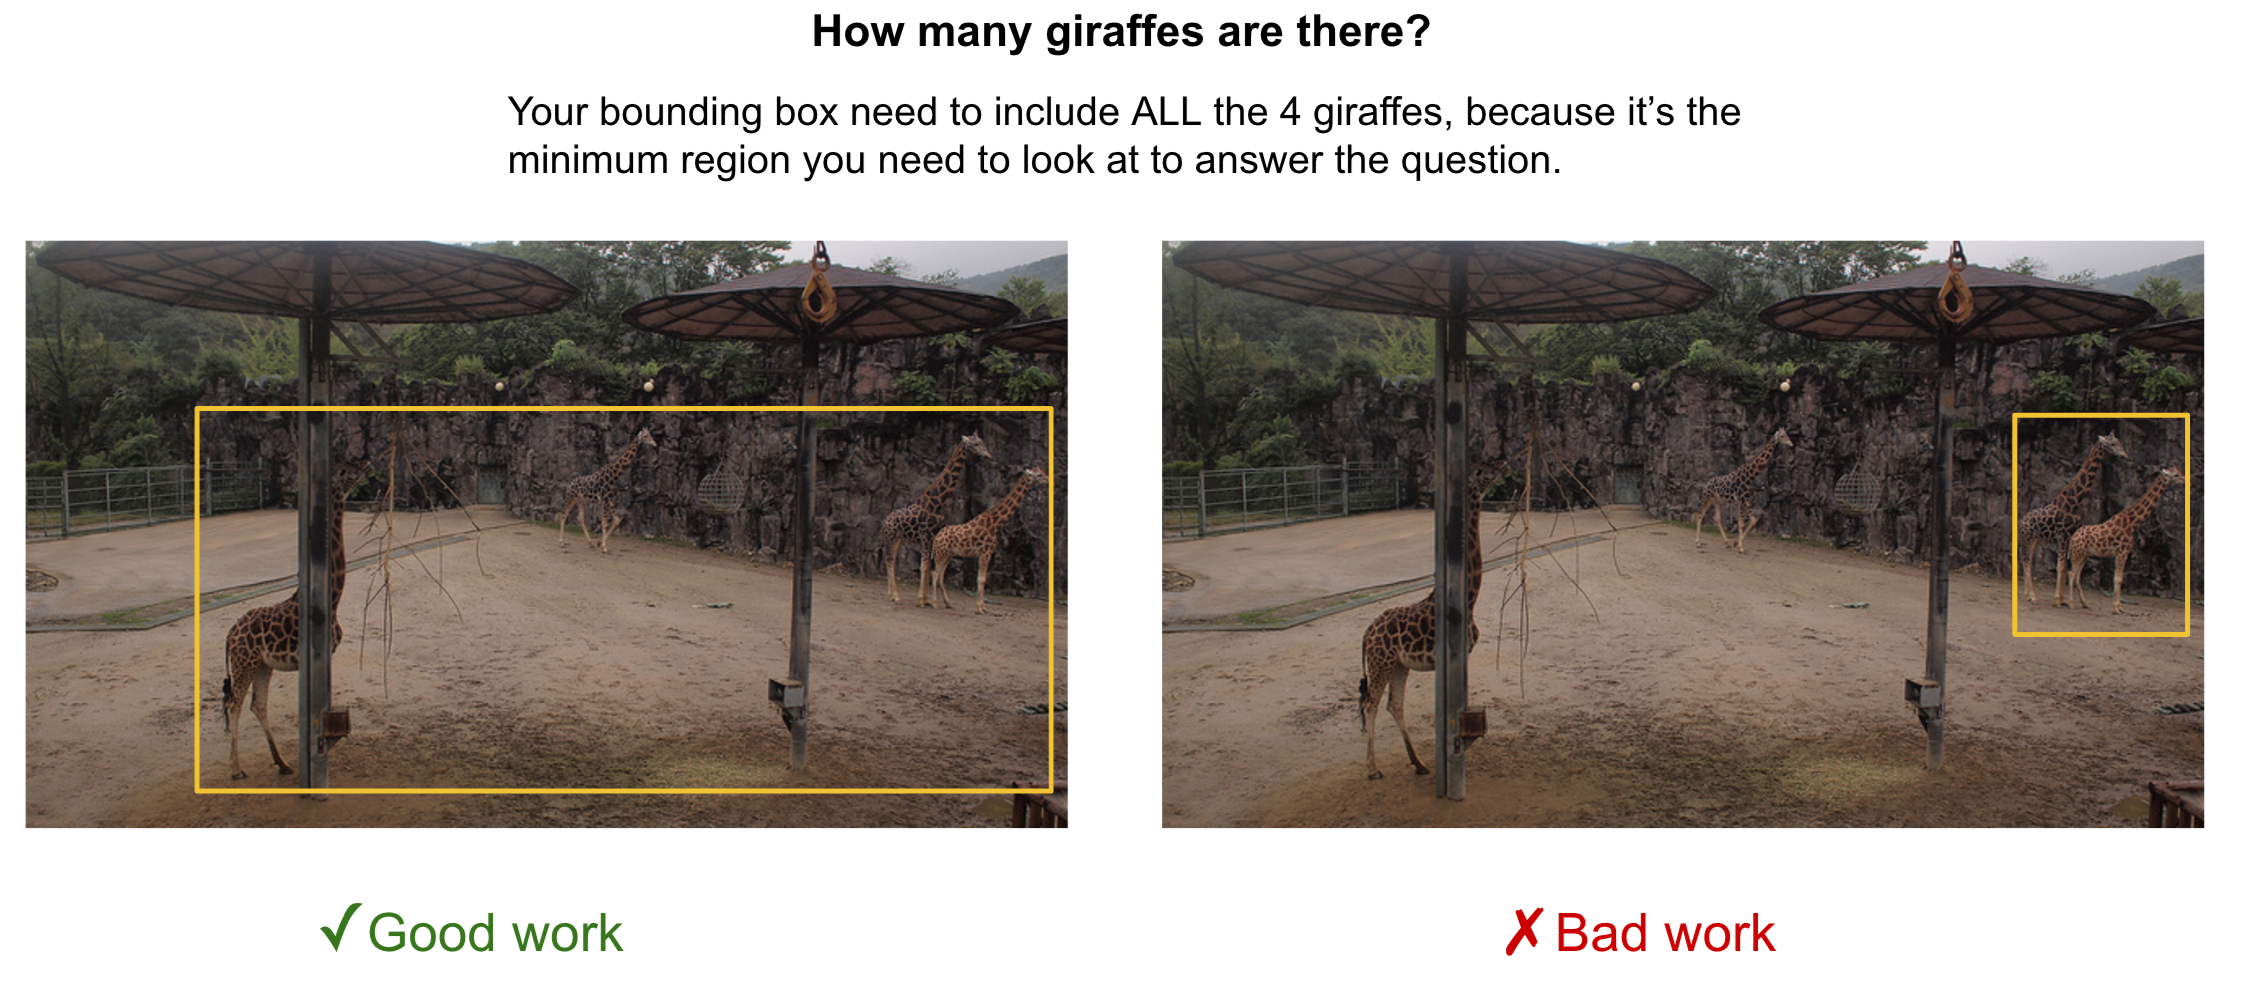 How many giraffes are there?
Your bounding box need to include ALL the 4 giraffes, because it’s the
minimum region you need to look at to answer the question.
✓Good work
✗Bad work